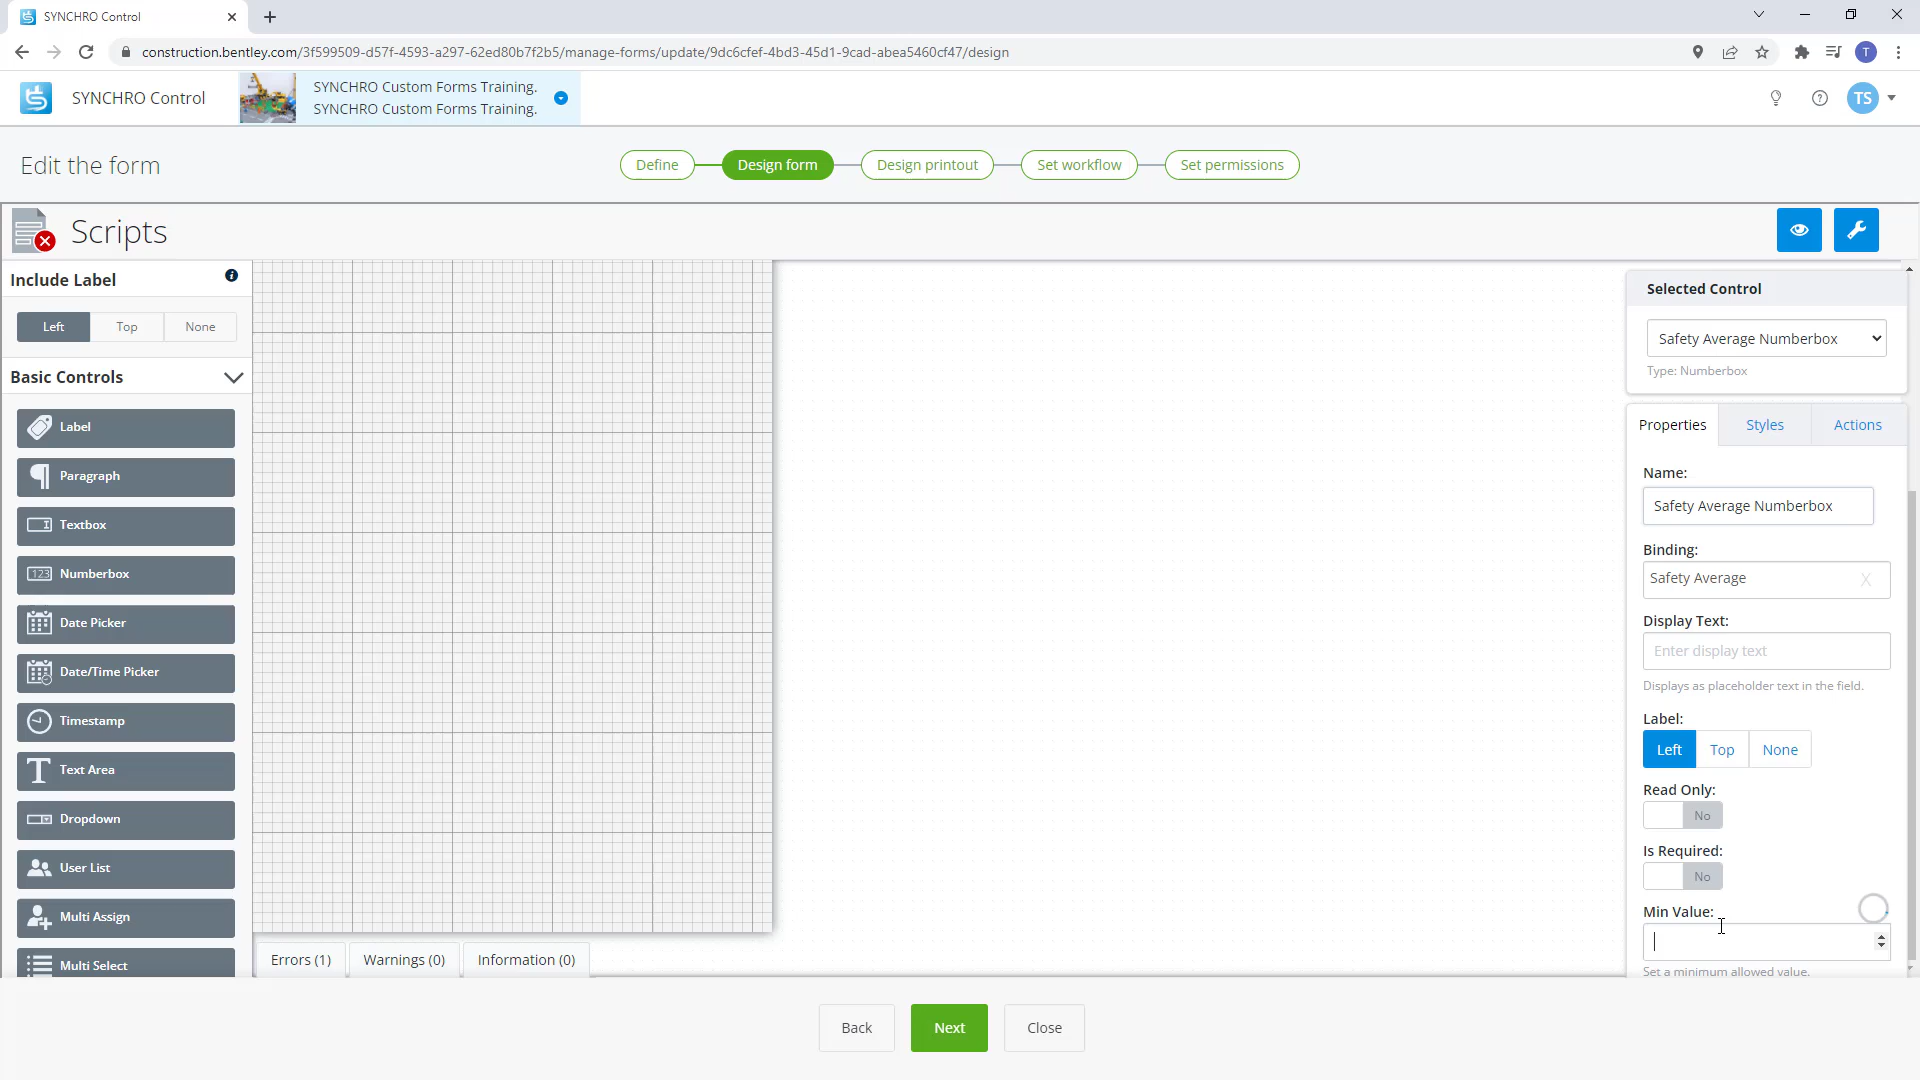 SYNCHRO Control
construction.bentley.com/3f599509-d57f-4593-a297-62ed80b7f2b5/manage-forms/update/9dc6cfef-4bd3-45d1-9cad-abea5460cf47/design
T
SYNCHRO Control
SYNCHRO Custom Forms Training.
SYNCHRO Custom Forms Training.
TS
Edit the form
Define
Design form
Design printout
Set workflow
Set permissions
Scripts
Include Label
Left
Top
None
Basic Controls
Label
Paragraph
Textbox
123
Numberbox
Date Picker
Date/Time Picker
Timestamp
Text Area
Dropdown
User List
Multi Assign
Multi Select
Errors (1)
Warnings (0)
Information (0)
Selected Control
Safety Average Numberbox
Type: Numberbox
Properties
Styles
Actions
Name:
Safety Average Numberbox
Binding:
Safety Average
X
Display Text:
Enter display text
Displays as placeholder text in the field.
Label:
Left
Top
None
Read Only:
No
Is Required:
No
Min Value:
Set a minimum allowed value.
Back
Next
Close